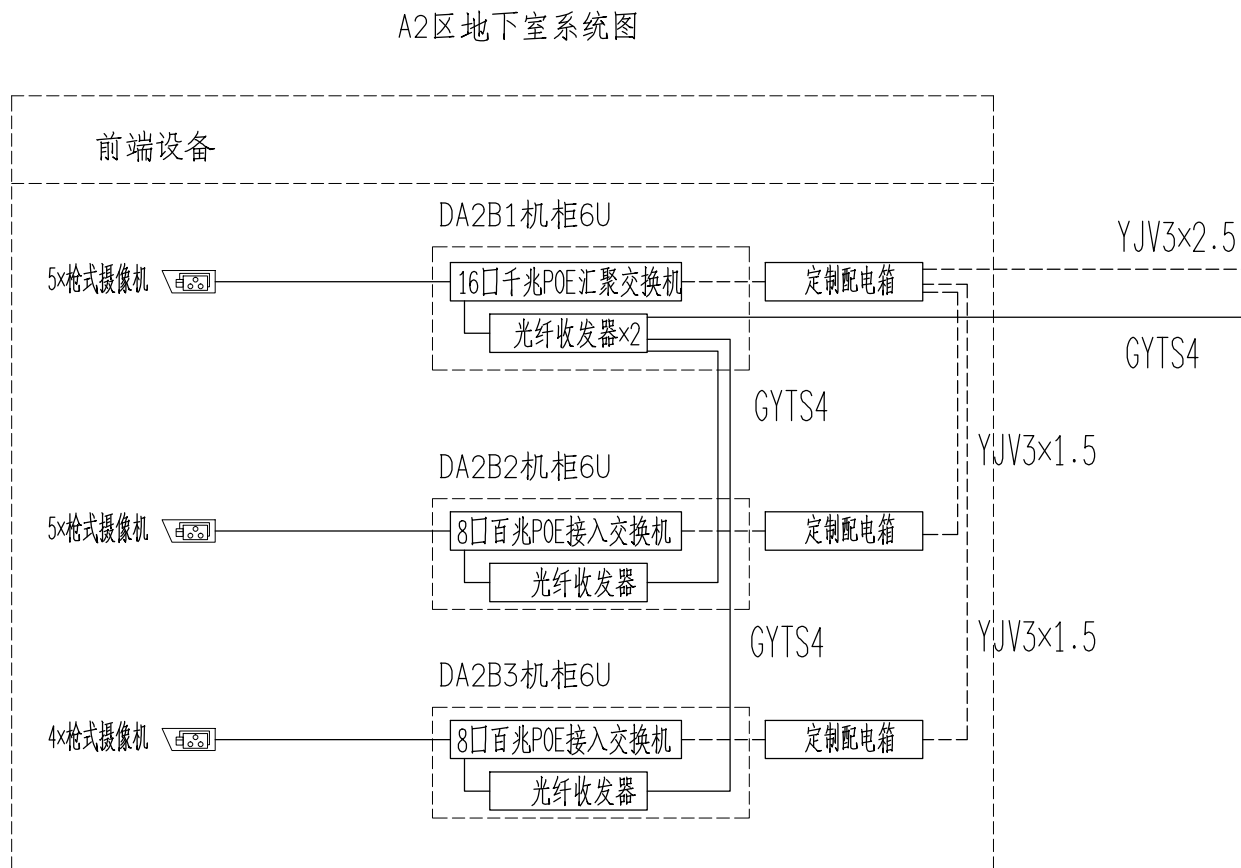 A2区地下室系统图
前端设备
DA2B1机柜6U
YJV3×2.5
5×枪式摄像机
16口千兆POE汇聚交换机
定制配电箱
光纤收发器×2
GYTS4
GYTS4
YJV3×1.5
DA2B2机柜6U
5×枪式摄像机
8口百兆POE接入交换机
定制配电箱
光纤收发器
GYTS4
YJV3×1.5
DA2B3机柜6U
4×枪式摄像机
8口百兆POE接入交换机
定制配电箱
光纤收发器